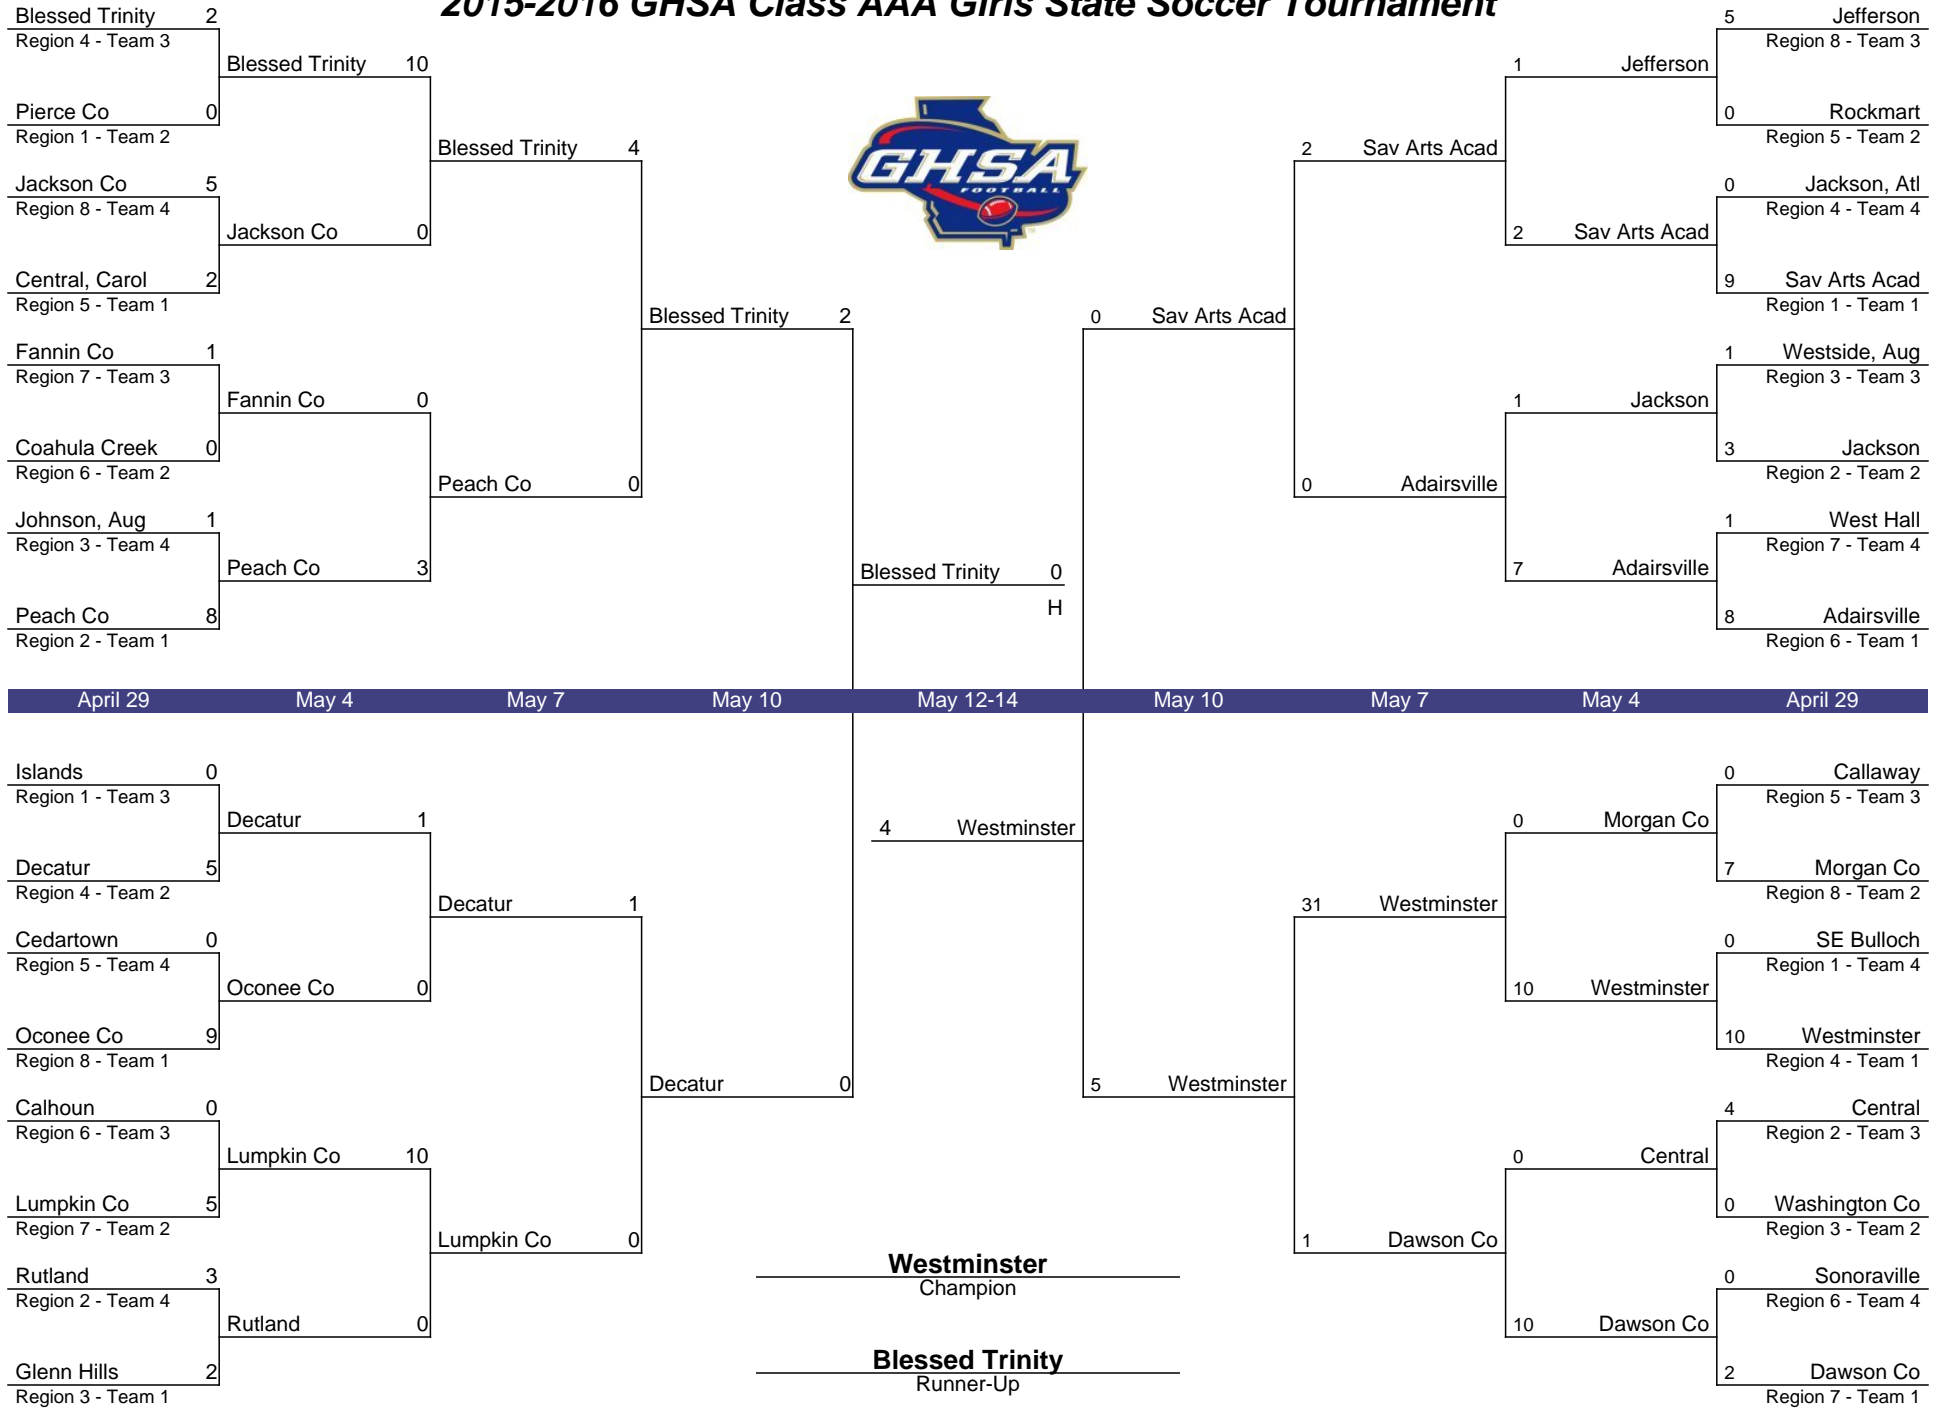 2015-2016 GHSA Class AAA Girls State Soccer Tournament
Blessed Trinity 2
Region 4 - Team 3
Pierce Co 0
Region 1 - Team 2
Jackson Co 5
Region 8 - Team 4
Central, Carol 2
Region 5 - Team 1
Fannin Co 1
Region 7 - Team 3
Coahula Creek 0
Region 6 - Team 2
Johnson, Aug 1
Region 3 - Team 4
Peach Co 8
Region 2 - Team 1
Blessed Trinity 10
Jackson Co 0
Fannin Co 0
Peach Co 3
Blessed Trinity 4
Peach Co 0
Blessed Trinity 2
GHSA
FOOTBALL
Blessed Trinity 0
H
0 Sav Arts Acad
2 Sav Arts Acad
0 Adairsville
1 Jefferson
2 Sav Arts Acad
1 Jackson
7 Adairsville
5 Jefferson
Region 8 - Team 3
0 Rockmart
Region 5 - Team 2
0 Jackson, Atl
Region 4 - Team 4
9 Sav Arts Acad
Region 1 - Team 1
1 Westside, Aug
Region 3 - Team 3
3 Jackson
Region 2 - Team 2
1 West Hall
Region 7 - Team 4
8 Adairsville
Region 6 - Team 1
April 29 May 4 May 7 May 10 May 12-14 May 10 May 7 May 4 April 29
Islands 0
Region 1 - Team 3
Decatur 5
Region 4 - Team 2
Cedartown 0
Region 5 - Team 4
Oconee Co 9
Region 8 - Team 1
Calhoun 0
Region 6 - Team 3
Lumpkin Co 5
Region 7 - Team 2
Rutland 3
Region 2 - Team 4
Glenn Hills 2
Region 3 - Team 1
Decatur 1
Oconee Co 0
Lumpkin Co 10
Rutland 0
Decatur 1
Lumpkin Co 0
Decatur 0
4 Westminster
Westminster
Champion
Blessed Trinity
Runner-Up
5 Westminster
31 Westminster
1 Dawson Co
0 Morgan Co
10 Westminster
0 Central
10 Dawson Co
0 Callaway
Region 5 - Team 3
7 Morgan Co
Region 8 - Team 2
0 SE Bulloch
Region 1 - Team 4
10 Westminster
Region 4 - Team 1
4 Central
Region 2 - Team 3
0 Washington Co
Region 3 - Team 2
0 Sonoraville
Region 6 - Team 4
2 Dawson Co
Region 7 - Team 1